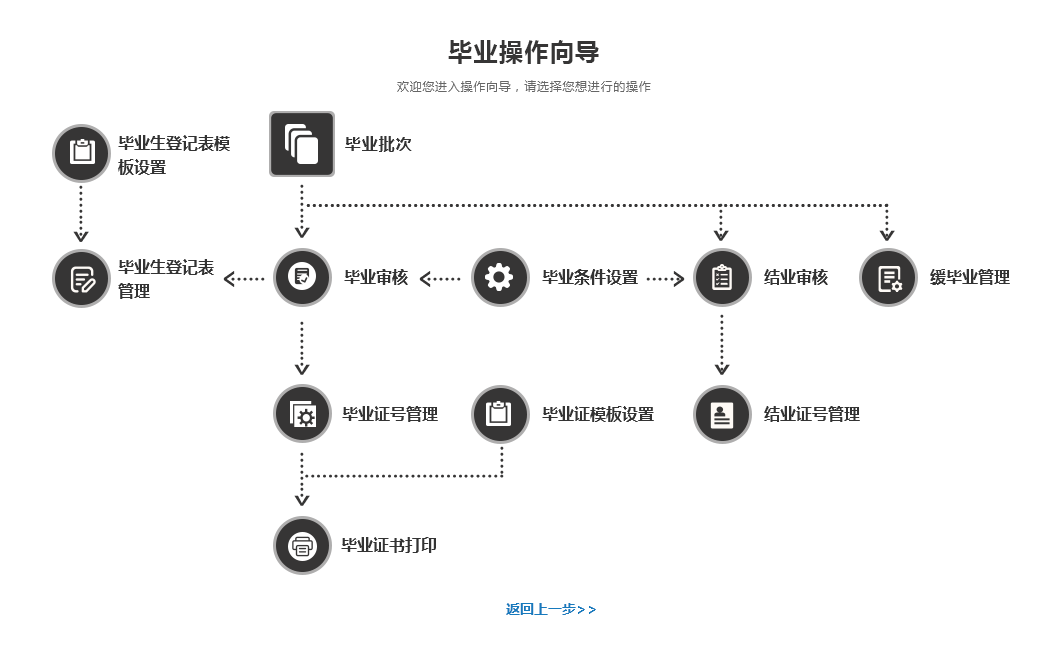 毕业操作向导
欢迎您进入操作向导，请选择您想进行的操作
毕业生登记表模
板设置
毕业批次
毕业生登记表
管理
毕业审核
毕业条件设置
结业审核
缓毕业管理
毕业证号管理
毕业证模板设置
结业证号管理
毕业证书打印
返回上一步>>